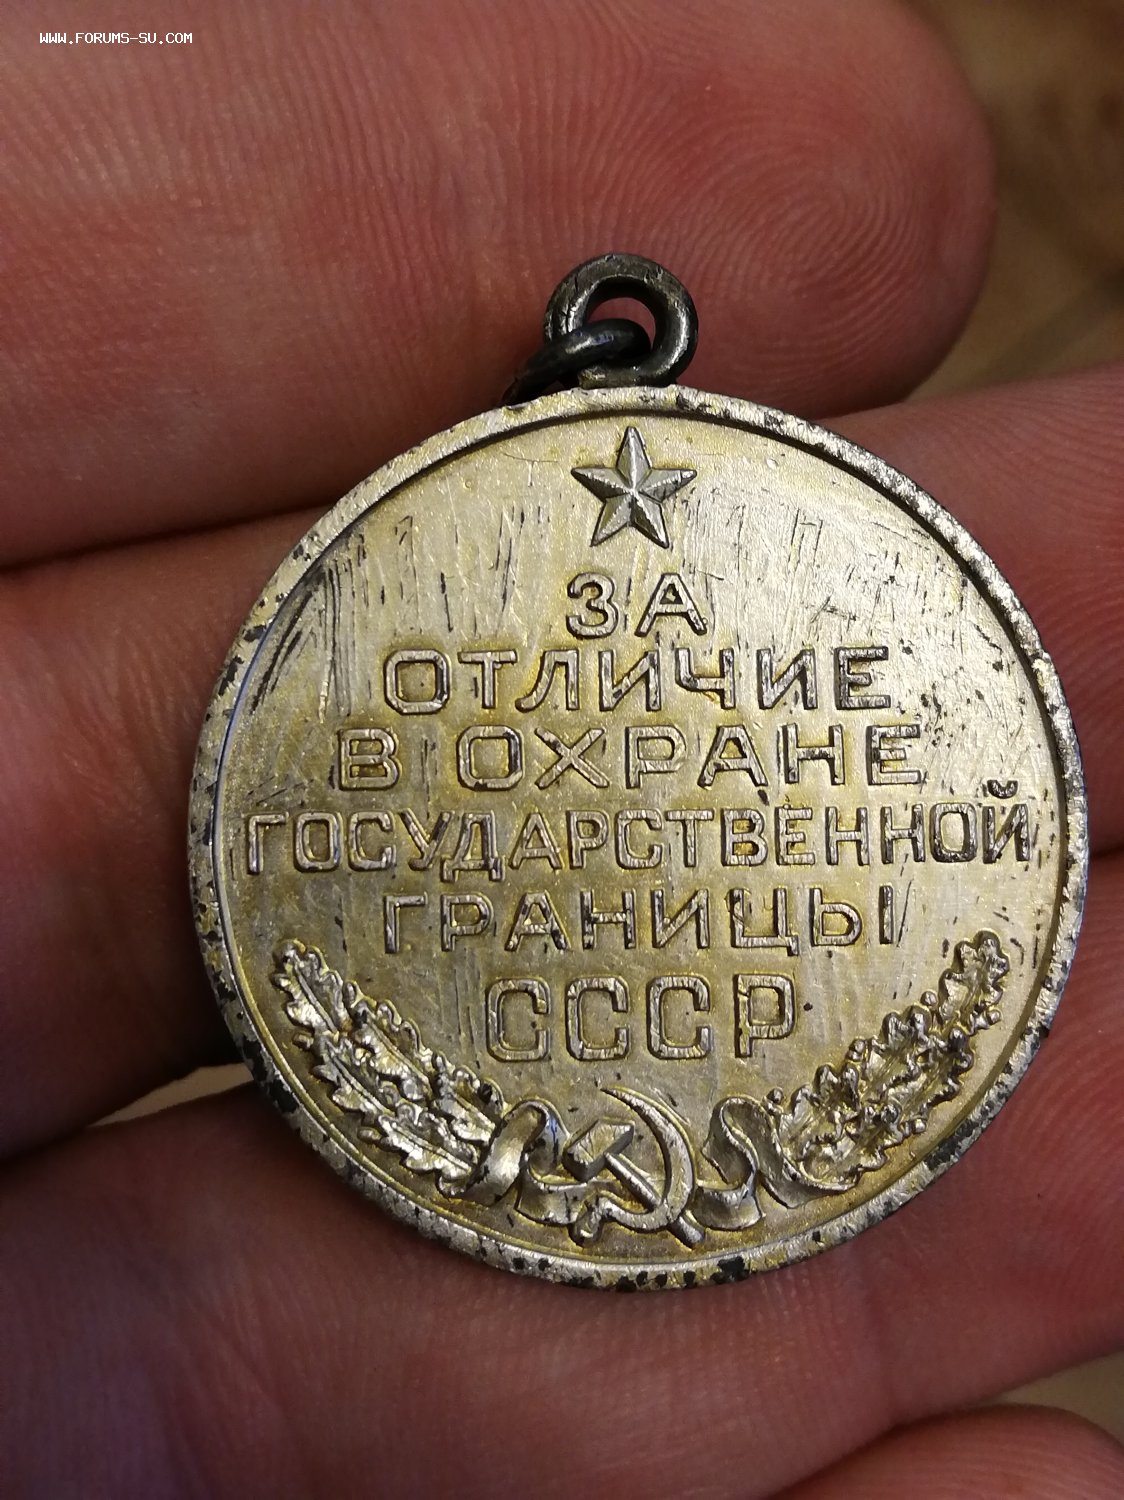 WWW.FORUMS-SU.COM
ЗА
ОТЛИЧИЕ
В ОХРАНЕ
ГОСУДАРСТВЕННОЙ
ГРАНИЦЫ
СССР